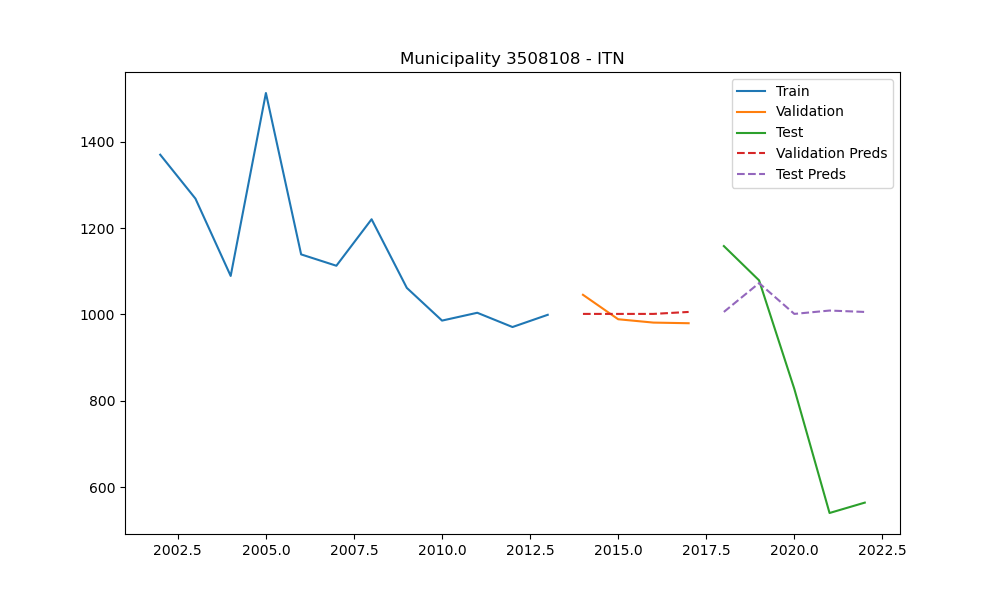 Municipality 3508108 - ITN
Train
Validation
Test
Validation Preds
Test Preds
1400
1200
1000
800
600
2002.5 2005.0 2007.5 2010.0 2012.5 2015.0 2017.5 2020.0 2022.5